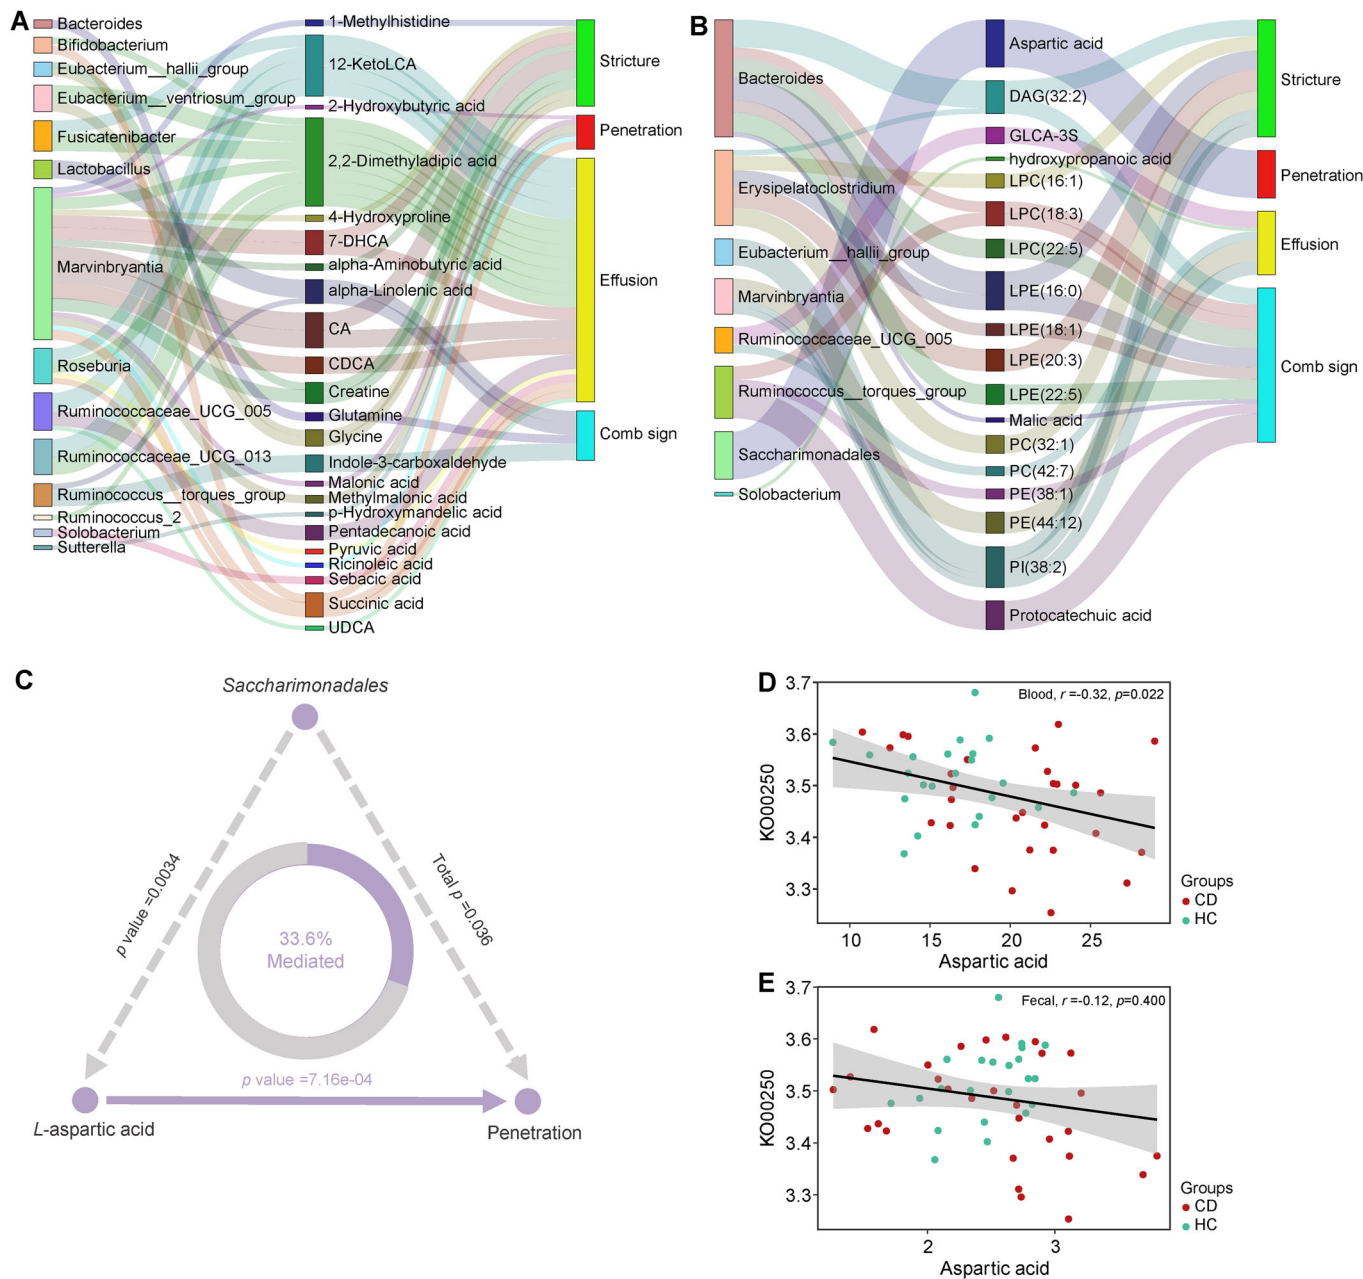 A
Bacteroides
Bifidobacterium
Eubacterium__hallii_group
Eubacterium__ventriosum_group
Fusicatenibacter
Lactobacillus
Marvinbryantia
Roseburia
Ruminococcaceae_UCG_005
Ruminococcaceae_UCG_013
Ruminococcus__torques_group
Ruminococcus_2
Solobacterium
Sutterella
1-Methylhistidine
12-KetoLCA
2-Hydroxybutyric acid
2,2-Dimethyladipic acid
4-Hydroxyproline
7-DHCA
alpha-Aminobutyric acid
alpha-Linolenic acid
CA
CDCA
Creatine
Glutamine
Glycine
Indole-3-carboxaldehyde
Malonic acid
Methylmalonic acid
p-Hydroxymandelic acid
Pentadecanoic acid
Pyruvic acid
Ricinoleic acid
Sebacic acid
Succinic acid
UDCA
Stricture
Penetration
Effusion
Comb sign
B
Bacteroides
Erysipelatoclostridium
Eubacterium__hallii_group
Marvinbryantia
Ruminococcaceae_UCG_005
Ruminococcus__torques_group
Saccharimonadales
Solobacterium
Aspartic acid
DAG(32:2)
GLCA-3S
hydroxypropanoic acid
LPC(16:1)
LPC(18:3)
LPC(22:5)
LPE(16:0)
LPE(18:1)
LPE(20:3)
LPE(22:5)
Malic acid
PC(32:1)
PC(42:7)
PE(38:1)
PE(44:12)
PI(38:2)
Protocatechuic acid
Stricture
Penetration
Effusion
Comb sign
C
Saccharimonadales
p value =0.0034
Total p =0.036
33.6%
Mediated
p value =7.16e-04
L-aspartic acid
Penetration
D
Blood, r =-0.32, p=0.022
3.7
3.6
3.5
3.4
3.3
KO00250
10
15
20
25
Aspartic acid
Groups
CD
HC
E
Fecal, r =-0.12, p=0.400
3.7
3.6
3.5
3.4
3.3
KO00250
2
3
Aspartic acid
Groups
CD
HC